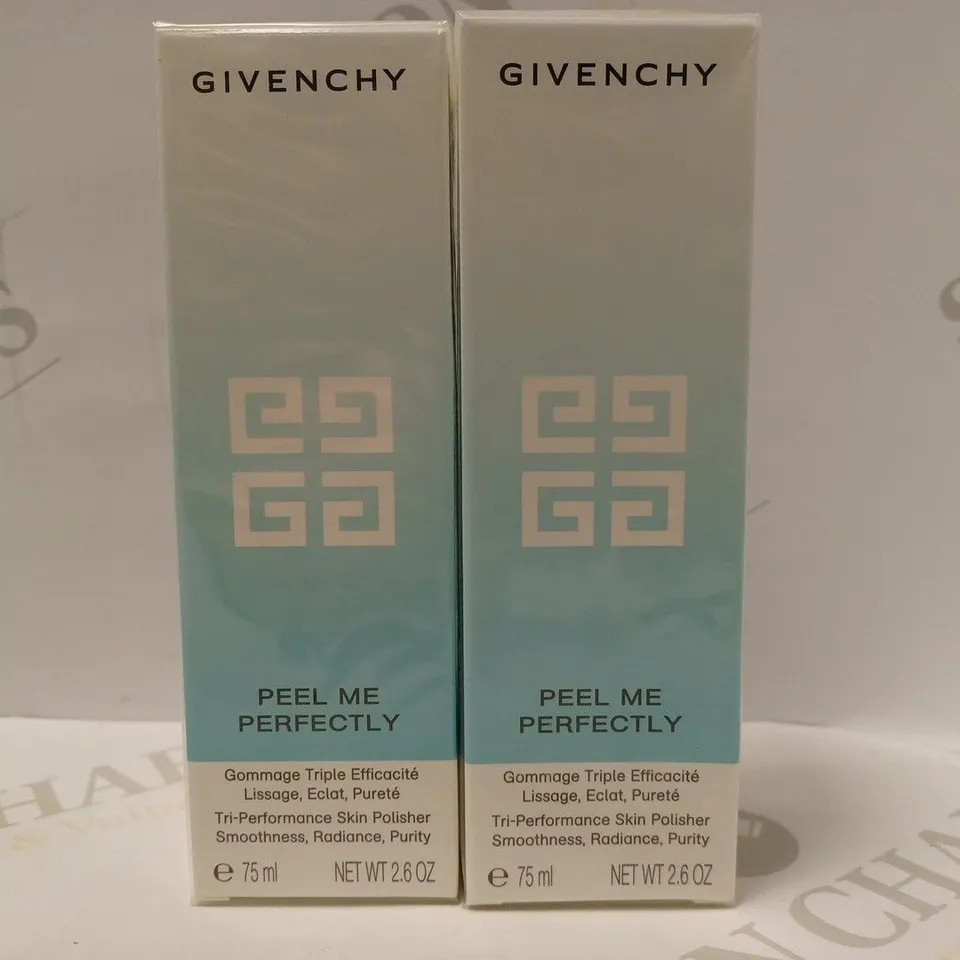 GIVENCHY
PEEL ME
PERFECTLY
Gommage Triple Efficacité
Lissage, Eclat, Pureté
Tri-Performance Skin Polisher
Smoothness, Radiance, Purity
e 75 ml NET WT 2.6 OZ
GIVENCHY
PEEL ME
PERFECTLY
Gommage Triple Efficacité
Lissage, Eclat, Pureté
Tri-Performance Skin Polisher
Smoothness, Radiance, Purity
e 75 ml NET WT 2.6 OZ